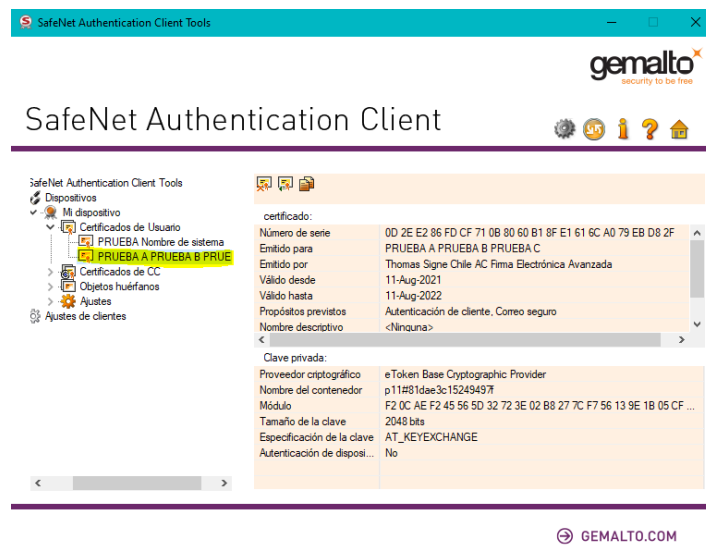 SafeNet Authentication Client Tools
gemalto
security to be free
SafeNet Authentication Client
SafeNet Authentication Client Tools
Dispositivos
Mi dispositivo
Certificados de Usuario
PRUEBA Nombre de sistema
PRUEBA A PRUEBA B PRUE
Certificados de CC
Objetos huérfanos
Ajustes
Ajustes de clientes
certificado:
Número de serie 0D 2E E2 86 FD CF 71 0B 80 60 B1 8F E1 61 6C A0 79 EB D8 2F
Emitido para PRUEBA A PRUEBA B PRUEBA C
Emitido por Thomas Signe Chile AC Firma Electrónica Avanzada
Válido desde 11-Aug-2021
Válido hasta 11-Aug-2022
Propósitos previstos Autenticación de cliente, Correo seguro
Nombre descriptivo <Ninguna>
Clave privada:
Proveedor criptográfico eToken Base Cryptographic Provider
Nombre del contenedor p11#81dae3c15249497f
Módulo F2 0C AE F2 45 56 5D 32 72 3E 02 B8 27 7C F7 56 13 9E 1B 05 CF ...
Tamaño de la clave 2048 bits
Especificación de la clave AT_KEYEXCHANGE
Autenticación de disposi... No
GEMALTO.COM